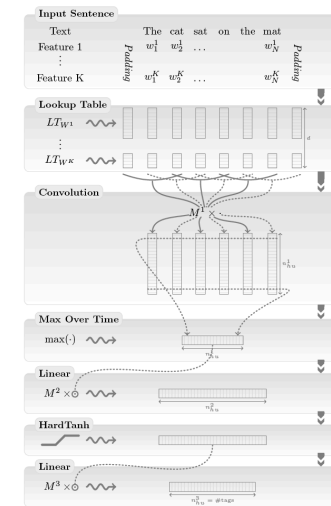 Input Sentence
Text The cat sat on the mat
Feature 1 w_1^1 w_2^1 ... w_N^1
⋮
Feature K w_1^K w_2^K ... w_N^K
Padding
Padding
Lookup Table
LT_{W^1}
d
⋮
LT_{W^K}
Convolution
M^1 × ·
n_{hu}^1
Max Over Time
max(·)
n_{hu}^1
Linear
M^2 × ⊙
n_{hu}^2
HardTanh
Linear
M^3 × ⊙
n_{hu}^3 = #tags